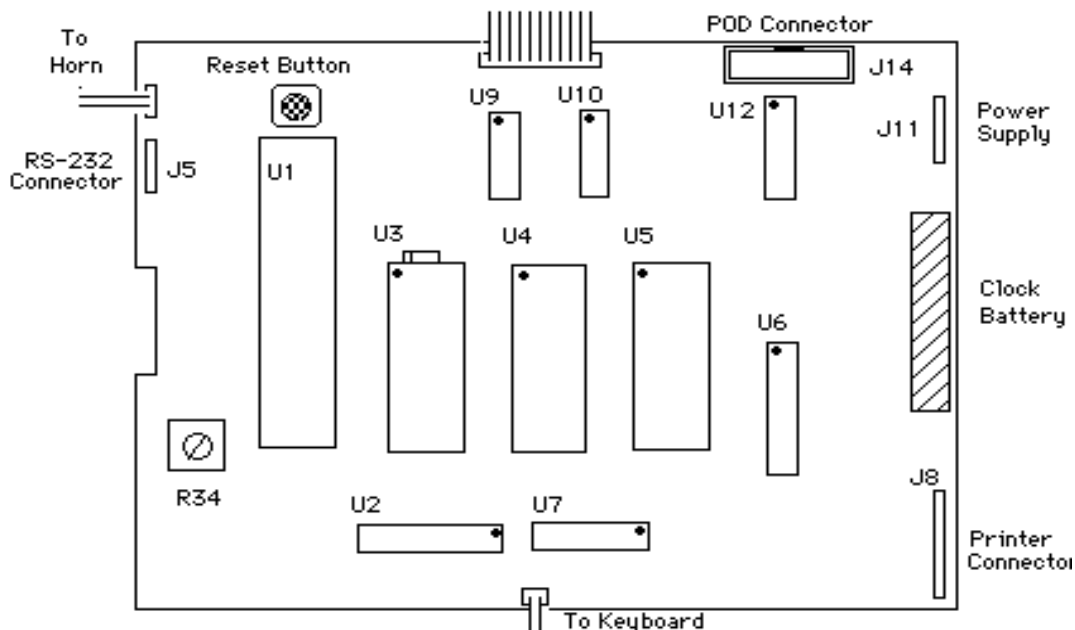 POD Connector
To
Horn
Reset Button
J14
U9
U10
U12
J11
Power
Supply
RS-232
Connector
J5
U1
U3
U4
U5
Clock
Battery
U6
R34
J8
U2
U7
Printer
Connector
To Keyboard